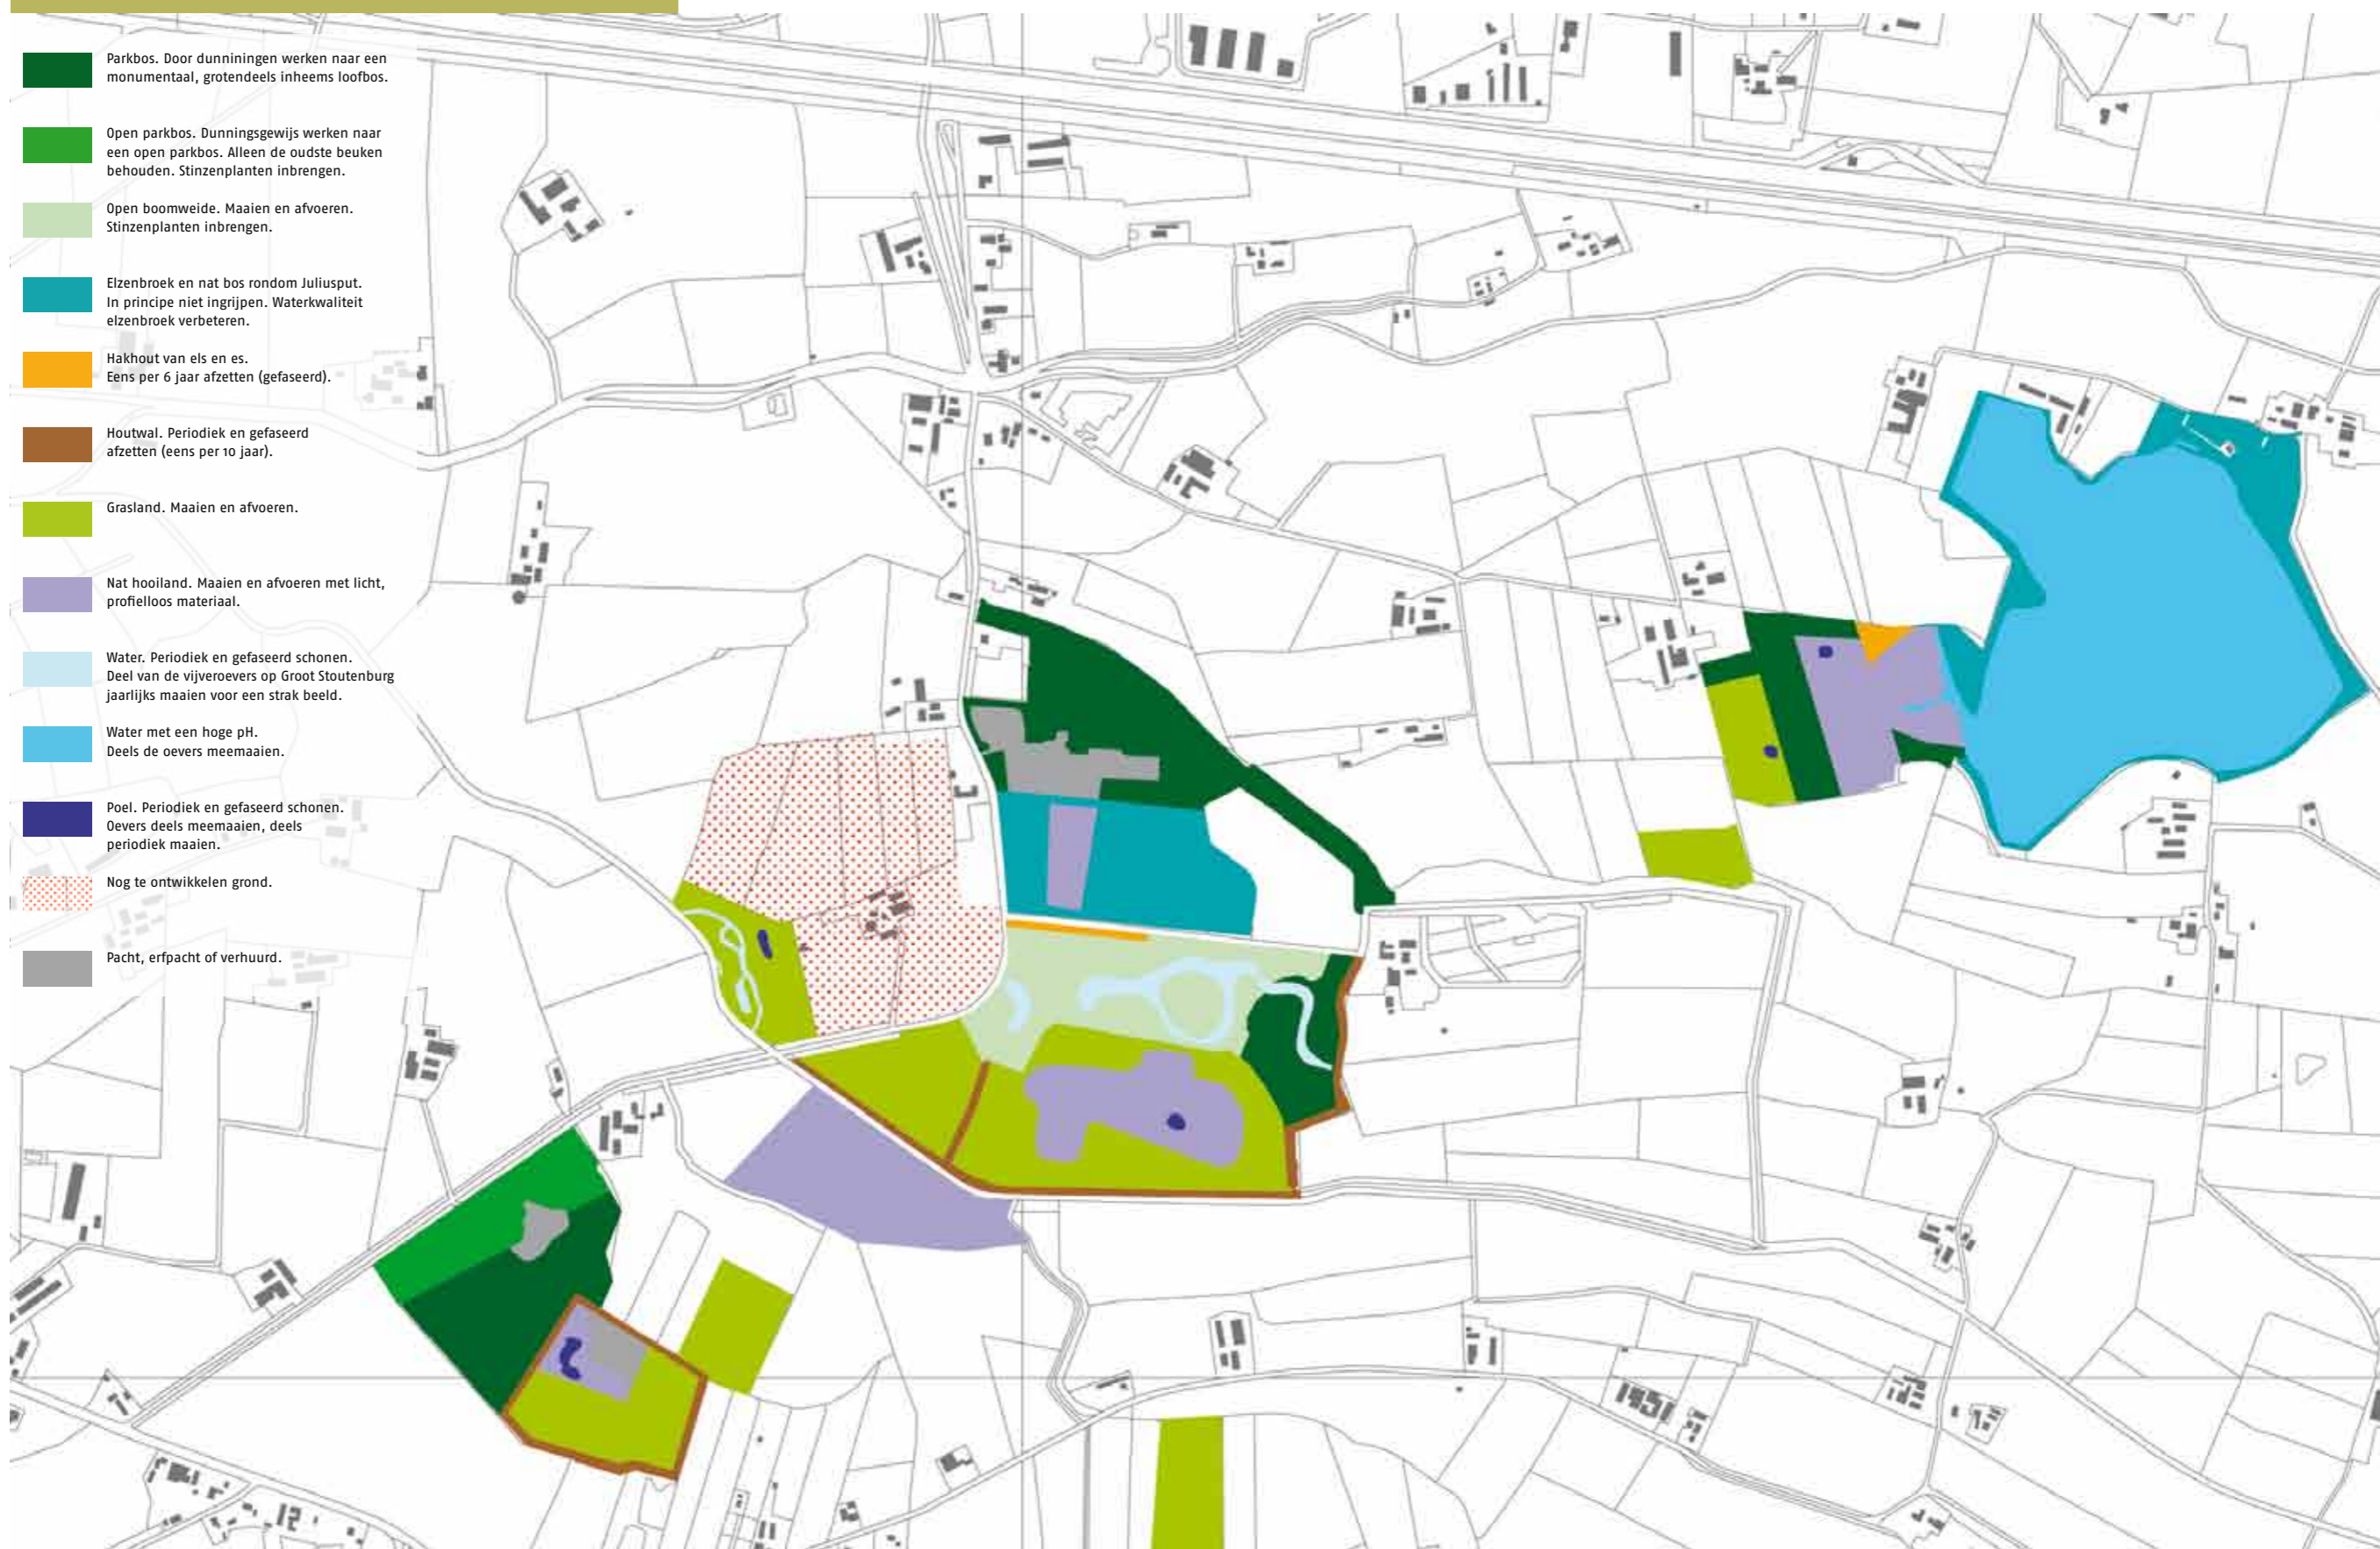 Parkbos. Door dunniningen werken naar een
monumentaal, grotendeels inheems loofbos.
Open parkbos. Dunningsgewijs werken naar
een open parkbos. Alleen de oudste beuken
behouden. Stinzenplanten inbrengen.
Open boomweide. Maaien en afvoeren.
Stinzenplanten inbrengen.
Elzenbroek en nat bos rondom Juliusput.
In principe niet ingrijpen. Waterkwaliteit
elzenbroek verbeteren.
Hakhout van els en es.
Eens per 6 jaar afzetten (gefaseerd).
Houtwal. Periodiek en gefaseerd
afzetten (eens per 10 jaar).
Grasland. Maaien en afvoeren.
Nat hooiland. Maaien en afvoeren met licht,
profielloos materiaal.
Water. Periodiek en gefaseerd schonen.
Deel van de vijveroevers op Groot Stoutenburg
jaarlijks maaien voor een strak beeld.
Water met een hoge pH.
Deels de oevers meemaaien.
Poel. Periodiek en gefaseerd schonen.
Oevers deels meemaaien, deels
periodiek maaien.
Nog te ontwikkelen grond.
Pacht, erfpacht of verhuurd.